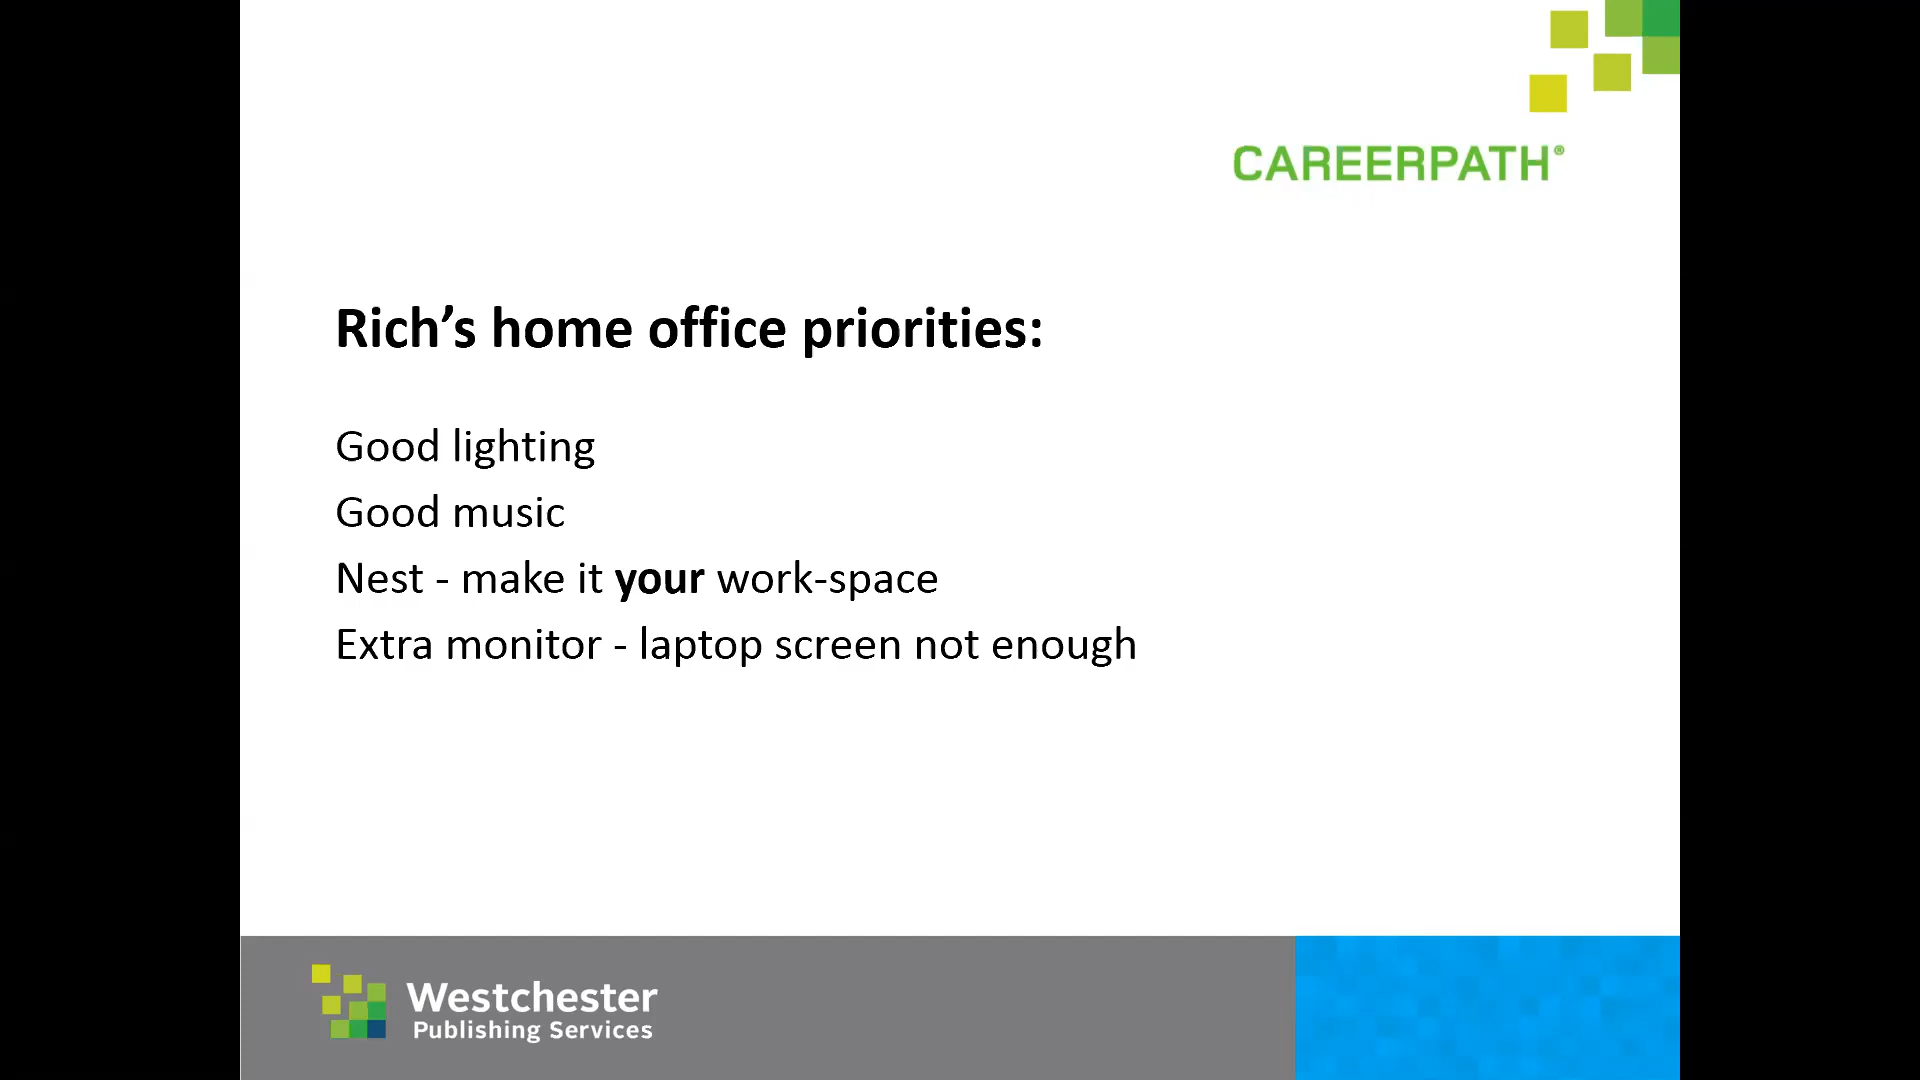 CAREERPATH®
Rich’s home office priorities:
Good lighting
Good music
Nest - make it your work-space
Extra monitor - laptop screen not enough
Westchester
Publishing Services